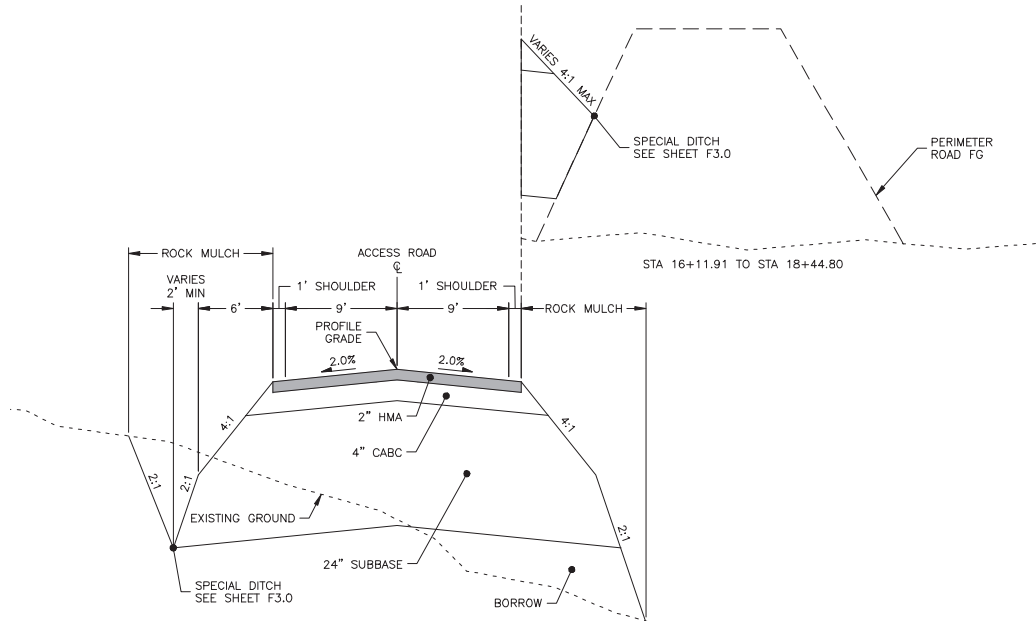 VARIES 4:1 MAX
SPECIAL DITCH
SEE SHEET F3.0
PERIMETER
ROAD FG
STA 16+11.91 TO STA 18+44.80
ROCK MULCH
ACCESS ROAD
℄
VARIES
2' MIN
6'
1' SHOULDER
9'
9'
1' SHOULDER
ROCK MULCH
PROFILE
GRADE
2.0%
2.0%
2" HMA
4" CABC
4:1
4:1
2:1
2:1
2:1
EXISTING GROUND
24" SUBBASE
SPECIAL DITCH
SEE SHEET F3.0
BORROW